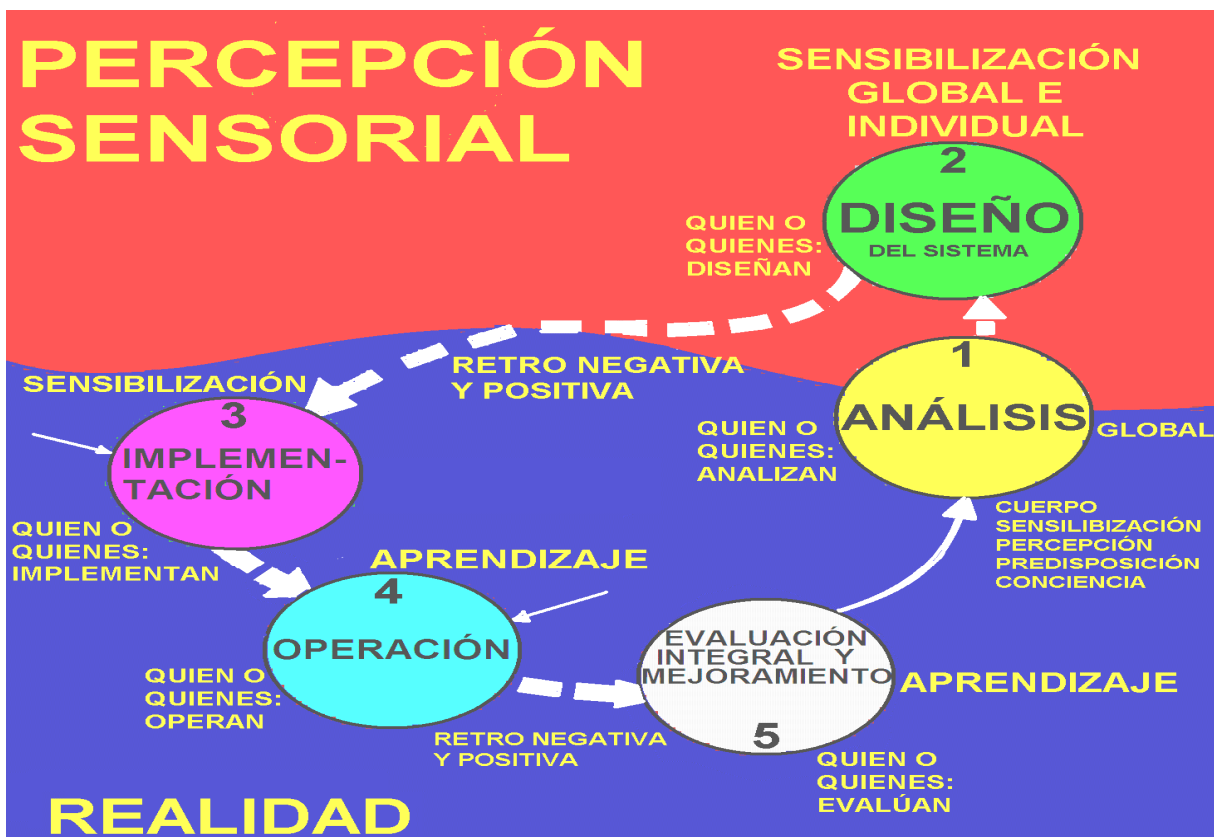 PERCEPCIÓN
SENSORIAL
SENSIBILIZACIÓN
GLOBAL E
INDIVIDUAL
2
DISEÑO
DEL SISTEMA
QUIEN O
QUIENES:
DISEÑAN
RETRO NEGATIVA
Y POSITIVA
1
ANÁLISIS
GLOBAL
QUIEN O
QUIENES:
ANALIZAN
CUERPO
SENSILIBIZACIÓN
PERCEPCIÓN
PREDISPOSICIÓN
CONCIENCIA
SENSIBILIZACIÓN
3
IMPLEMEN-
TACIÓN
QUIEN O
QUIENES:
IMPLEMENTAN
APRENDIZAJE
4
OPERACIÓN
QUIEN O
QUIENES:
OPERAN
RETRO NEGATIVA
Y POSITIVA
EVALUACIÓN
INTEGRAL Y
MEJORAMIENTO
5
APRENDIZAJE
QUIEN O
QUIENES:
EVALÚAN
REALIDAD